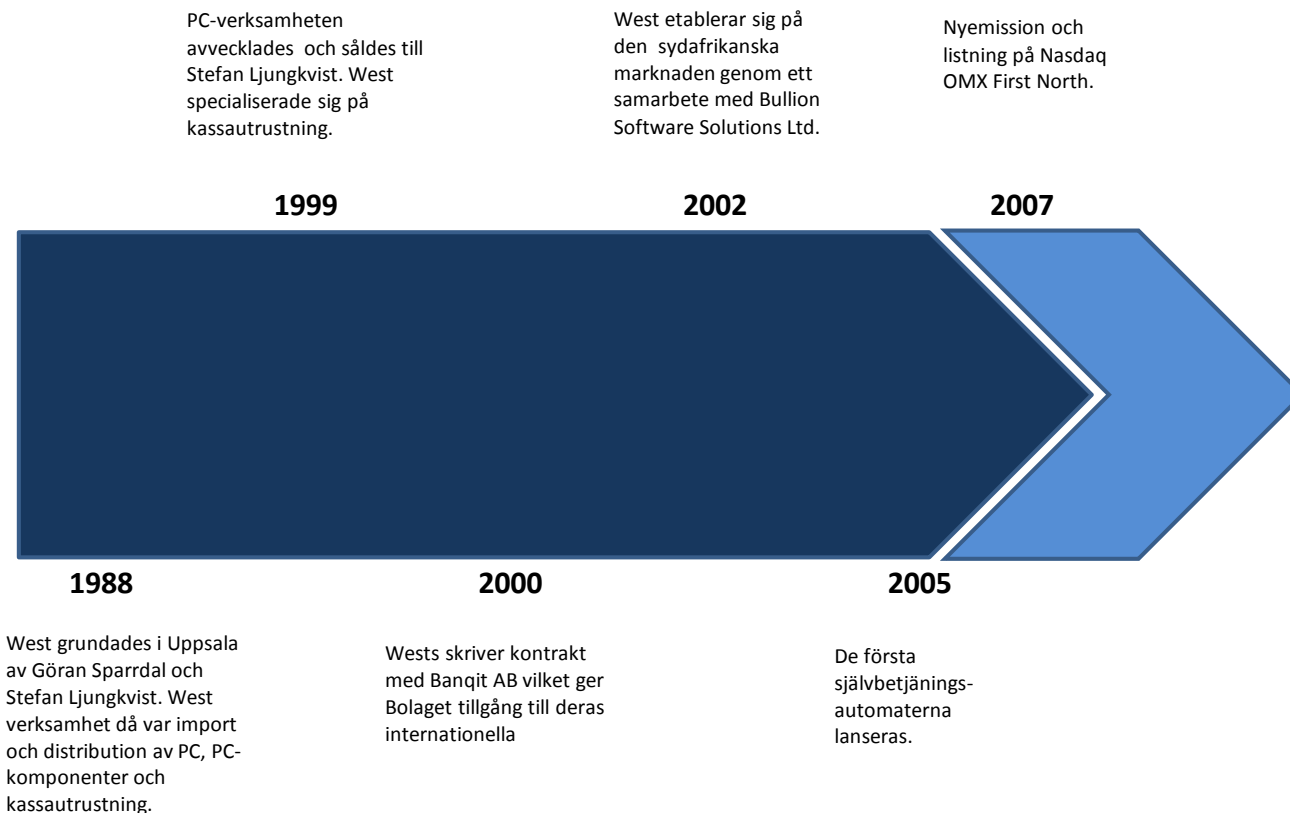 PC-verksamheten
avvecklades och såldes till
Stefan Ljungkvist. West
specialiserade sig på
kassautrustning.
West etablerar sig på
den sydafrikanska
marknaden genom ett
samarbete med Bullion
Software Solutions Ltd.
Nyemission och
listning på Nasdaq
OMX First North.
1999
2002
2007
1988
2000
2005
West grundades i Uppsala
av Göran Sparrdal och
Stefan Ljungkvist. West
verksamhet då var import
och distribution av PC, PC-
komponenter och
kassautrustning.
Wests skriver kontrakt
med Banqit AB vilket ger
Bolaget tillgång till deras
internationella
De första
självbetjänings-
automaterna
lanseras.